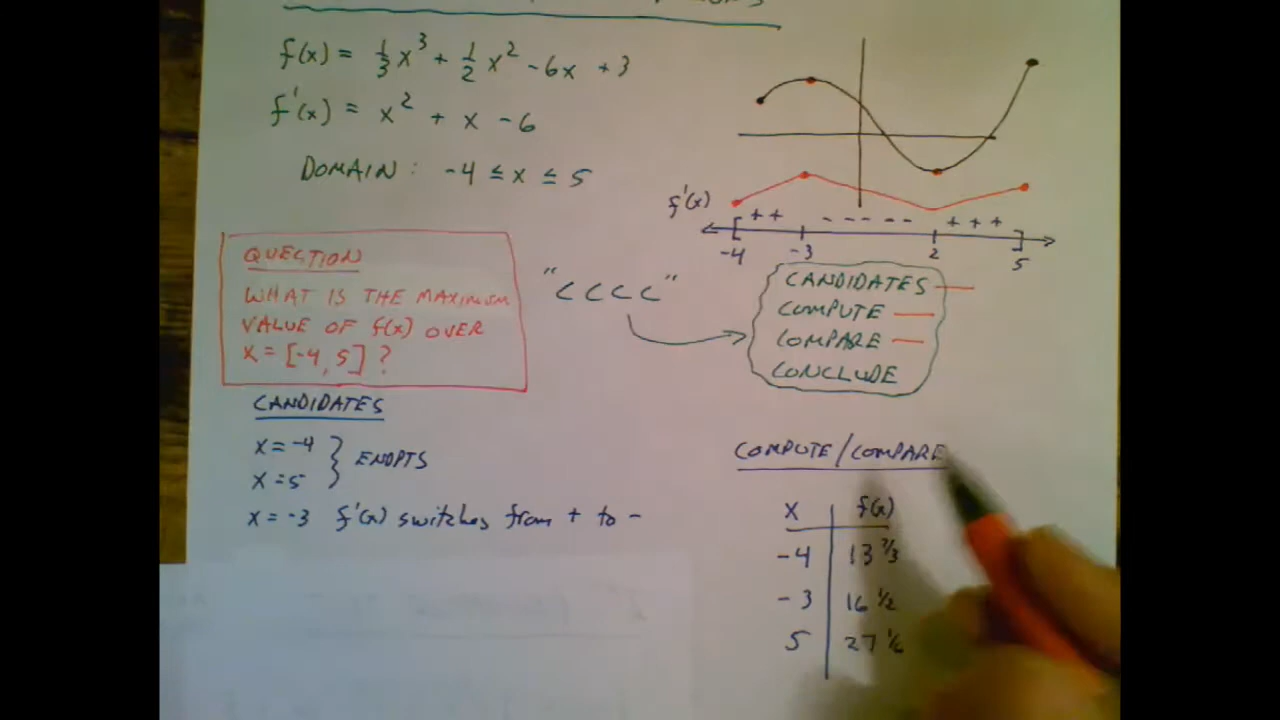 f(x) = 1/3 x³ + 1/2 x² - 6x + 3
f'(x) = x² + x - 6
DOMAIN : -4 ≤ x ≤ 5
f'(x) + + - - - - - + + +
-4 -3 2 5
QUESTION
WHAT IS THE MAXIMUM
VALUE OF f(x) OVER
x = [-4, 5] ?
"CCCC"
CANDIDATES
COMPUTE
COMPARE
CONCLUDE
CANDIDATES
x = -4
x = 5 } ENDPTS
x = -3 f'(x) switches from + to -
COMPUTE/COMPARE
x f(x)
-4 13 2/3
-3 16 1/2
5 27 1/6